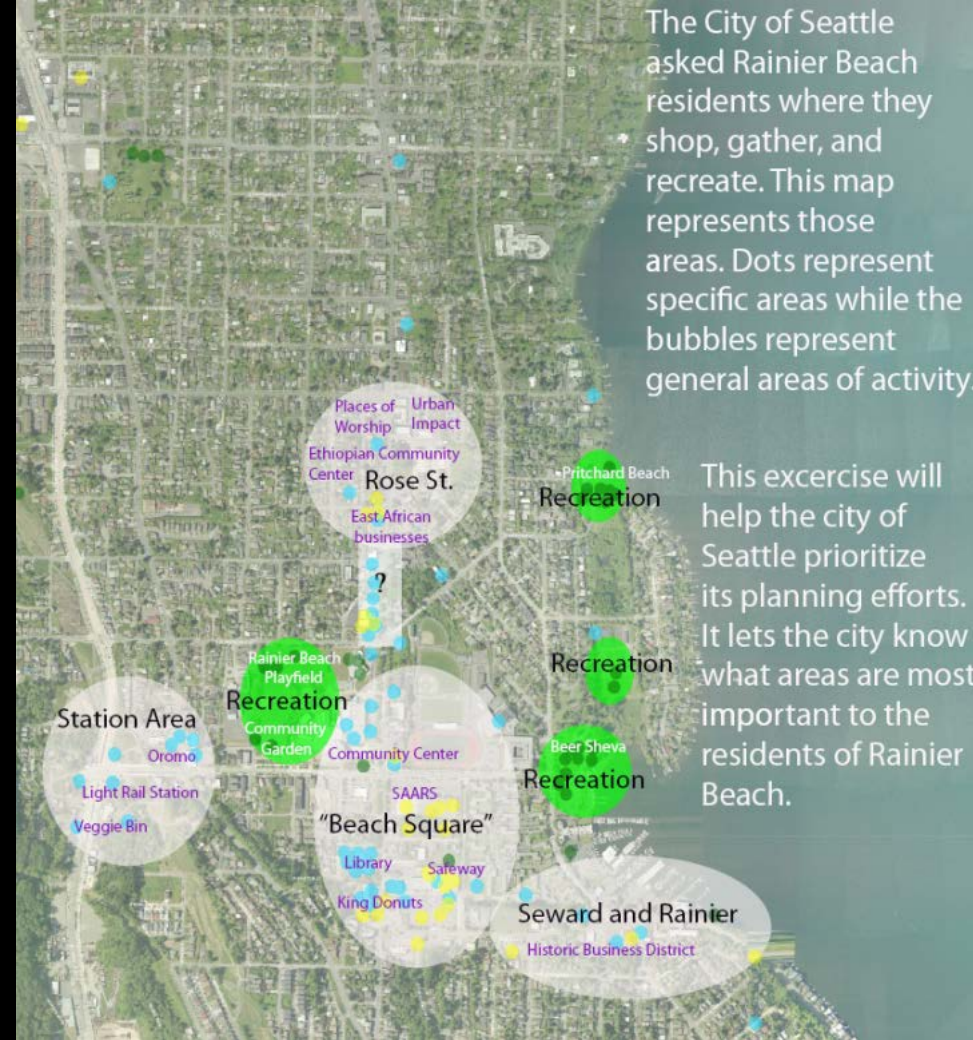 The City of Seattle
asked Rainier Beach
residents where they
shop, gather, and
recreate. This map
represents those
areas. Dots represent
specific areas while the
bubbles represent
general areas of activity.
This excercise will
help the city of
Seattle prioritize
its planning efforts.
It lets the city know
what areas are most
important to the
residents of Rainier
Beach.
Places of
Worship
Urban
Impact
Ethiopian Community
Center
Rose St.
East African
businesses
?
Pritchard Beach
Recreation
Rainier Beach
Playfield
Recreation
Community
Garden
Recreation
Station Area
Oromo
Light Rail Station
Veggie Bin
Community Center
SAARS
"Beach Square"
Library
Safeway
King Donuts
Beer Sheva
Recreation
Seward and Rainier
Historic Business District